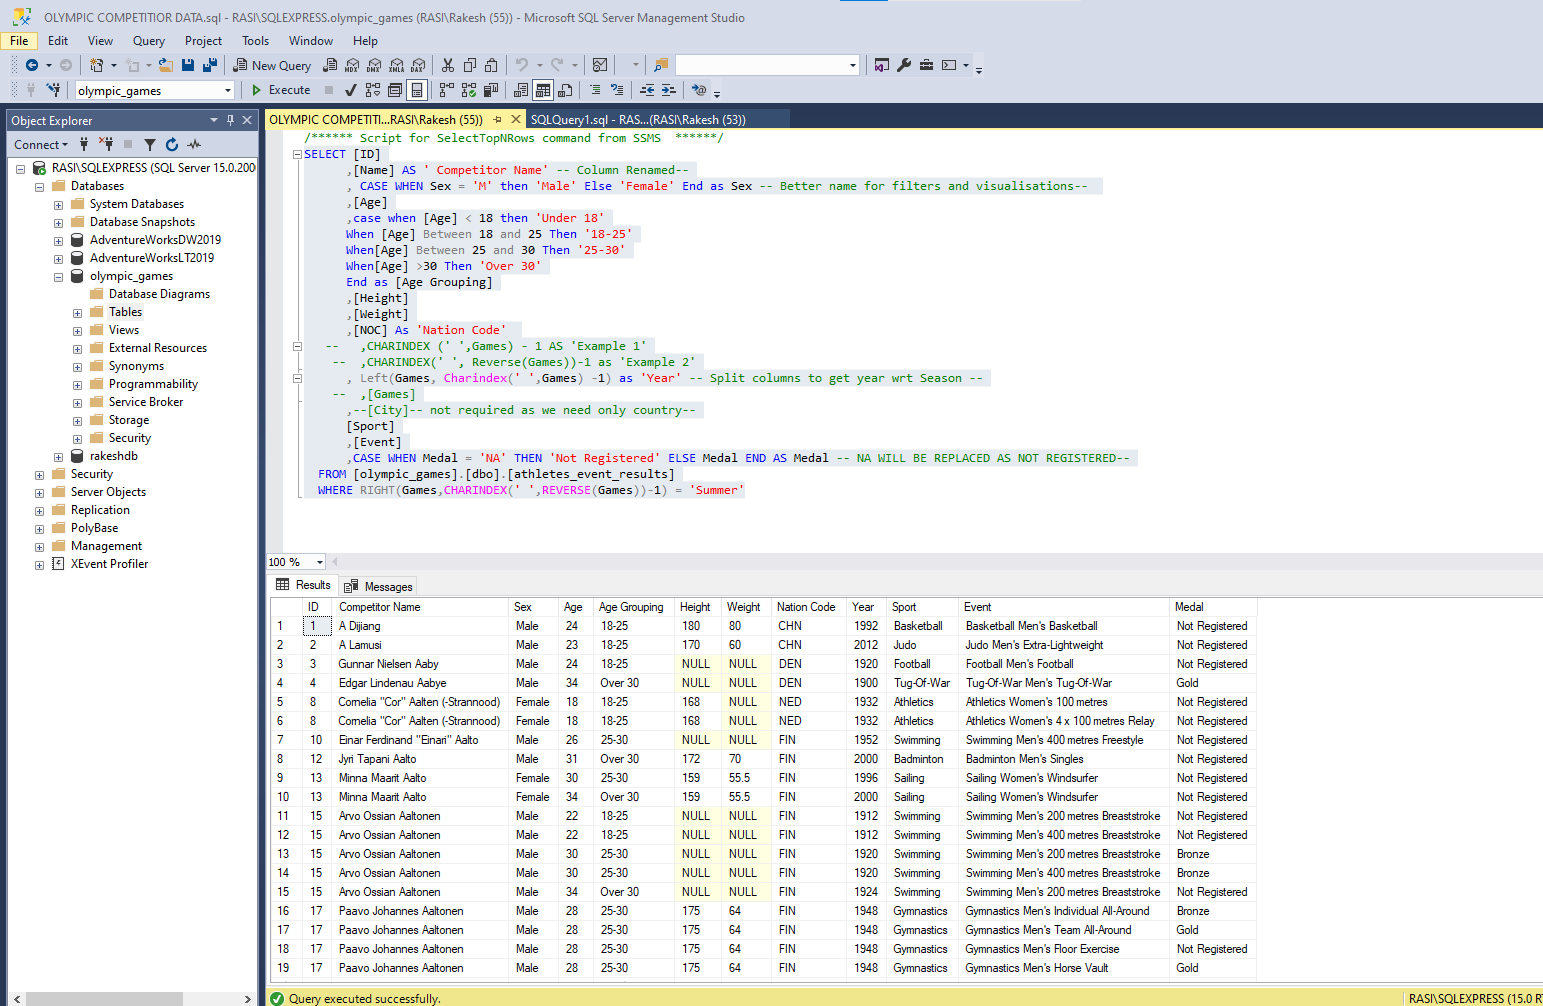 OLYMPIC COMPETITIOR DATA.sql - RASI\SQLEXPRESS.olympic_games (RASI\Rakesh (55)) - Microsoft SQL Server Management Studio
File Edit View Query Project Tools Window Help
New Query MDX DMX XMLA DAX
olympic_games Execute
Object Explorer
Connect
RASI\SQLEXPRESS (SQL Server 15.0.200
Databases
System Databases
Database Snapshots
AdventureWorksDW2019
AdventureWorksLT2019
olympic_games
Database Diagrams
Tables
Views
External Resources
Synonyms
Programmability
Service Broker
Storage
Security
rakeshdb
Security
Server Objects
Replication
PolyBase
Management
XEvent Profiler
OLYMPIC COMPETITI...RASI\Rakesh (55)) SQLQuery1.sql - RAS...(RASI\Rakesh (53))
/****** Script for SelectTopNRows command from SSMS ******/
SELECT [ID]
,[Name] AS ' Competitor Name' -- Column Renamed--
, CASE WHEN Sex = 'M' then 'Male' Else 'Female' End as Sex -- Better name for filters and visualisations--
,[Age]
,case when [Age] < 18 then 'Under 18'
When [Age] Between 18 and 25 Then '18-25'
When[Age] Between 25 and 30 Then '25-30'
When[Age] >30 Then 'Over 30'
End as [Age Grouping]
,[Height]
,[Weight]
,[NOC] As 'Nation Code'
-- ,CHARINDEX (' ',Games) - 1 AS 'Example 1'
-- ,CHARINDEX(' ', Reverse(Games))-1 as 'Example 2'
, Left(Games, Charindex(' ',Games) -1) as 'Year' -- Split columns to get year wrt Season --
-- ,[Games]
,--[City]-- not required as we need only country--
[Sport]
,[Event]
,CASE WHEN Medal = 'NA' THEN 'Not Registered' ELSE Medal END AS Medal -- NA WILL BE REPLACED AS NOT REGISTERED--
FROM [olympic_games].[dbo].[athletes_event_results]
WHERE RIGHT(Games,CHARINDEX(' ',REVERSE(Games))-1) = 'Summer'
100 %
Results Messages
ID Competitor Name Sex Age Age Grouping Height Weight Nation Code Year Sport Event Medal
1 1 A Dijiang Male 24 18-25 180 80 CHN 1992 Basketball Basketball Men's Basketball Not Registered
2 2 A Lamusi Male 23 18-25 170 60 CHN 2012 Judo Judo Men's Extra-Lightweight Not Registered
3 3 Gunnar Nielsen Aaby Male 24 18-25 NULL NULL DEN 1920 Football Football Men's Football Not Registered
4 4 Edgar Lindenau Aabye Male 34 Over 30 NULL NULL DEN 1900 Tug-Of-War Tug-Of-War Men's Tug-Of-War Gold
5 8 Cornelia "Cor" Aalten (-Strannood) Female 18 18-25 168 NULL NED 1932 Athletics Athletics Women's 100 metres Not Registered
6 8 Cornelia "Cor" Aalten (-Strannood) Female 18 18-25 168 NULL NED 1932 Athletics Athletics Women's 4 x 100 metres Relay Not Registered
7 10 Einar Ferdinand "Einari" Aalto Male 26 25-30 NULL NULL FIN 1952 Swimming Swimming Men's 400 metres Freestyle Not Registered
8 12 Jyri Tapani Aalto Male 31 Over 30 172 70 FIN 2000 Badminton Badminton Men's Singles Not Registered
9 13 Minna Maarit Aalto Female 30 25-30 159 55.5 FIN 1996 Sailing Sailing Women's Windsurfer Not Registered
10 13 Minna Maarit Aalto Female 34 Over 30 159 55.5 FIN 2000 Sailing Sailing Women's Windsurfer Not Registered
11 15 Arvo Ossian Aaltonen Male 22 18-25 NULL NULL FIN 1912 Swimming Swimming Men's 200 metres Breaststroke Not Registered
12 15 Arvo Ossian Aaltonen Male 22 18-25 NULL NULL FIN 1912 Swimming Swimming Men's 400 metres Breaststroke Not Registered
13 15 Arvo Ossian Aaltonen Male 30 25-30 NULL NULL FIN 1920 Swimming Swimming Men's 200 metres Breaststroke Bronze
14 15 Arvo Ossian Aaltonen Male 30 25-30 NULL NULL FIN 1920 Swimming Swimming Men's 400 metres Breaststroke Bronze
15 15 Arvo Ossian Aaltonen Male 34 Over 30 NULL NULL FIN 1924 Swimming Swimming Men's 200 metres Breaststroke Not Registered
16 17 Paavo Johannes Aaltonen Male 28 25-30 175 64 FIN 1948 Gymnastics Gymnastics Men's Individual All-Around Bronze
17 17 Paavo Johannes Aaltonen Male 28 25-30 175 64 FIN 1948 Gymnastics Gymnastics Men's Team All-Around Gold
18 17 Paavo Johannes Aaltonen Male 28 25-30 175 64 FIN 1948 Gymnastics Gymnastics Men's Floor Exercise Not Registered
19 17 Paavo Johannes Aaltonen Male 28 25-30 175 64 FIN 1948 Gymnastics Gymnastics Men's Horse Vault Gold
Query executed successfully. RASI\SQLEXPRESS (15.0 RT